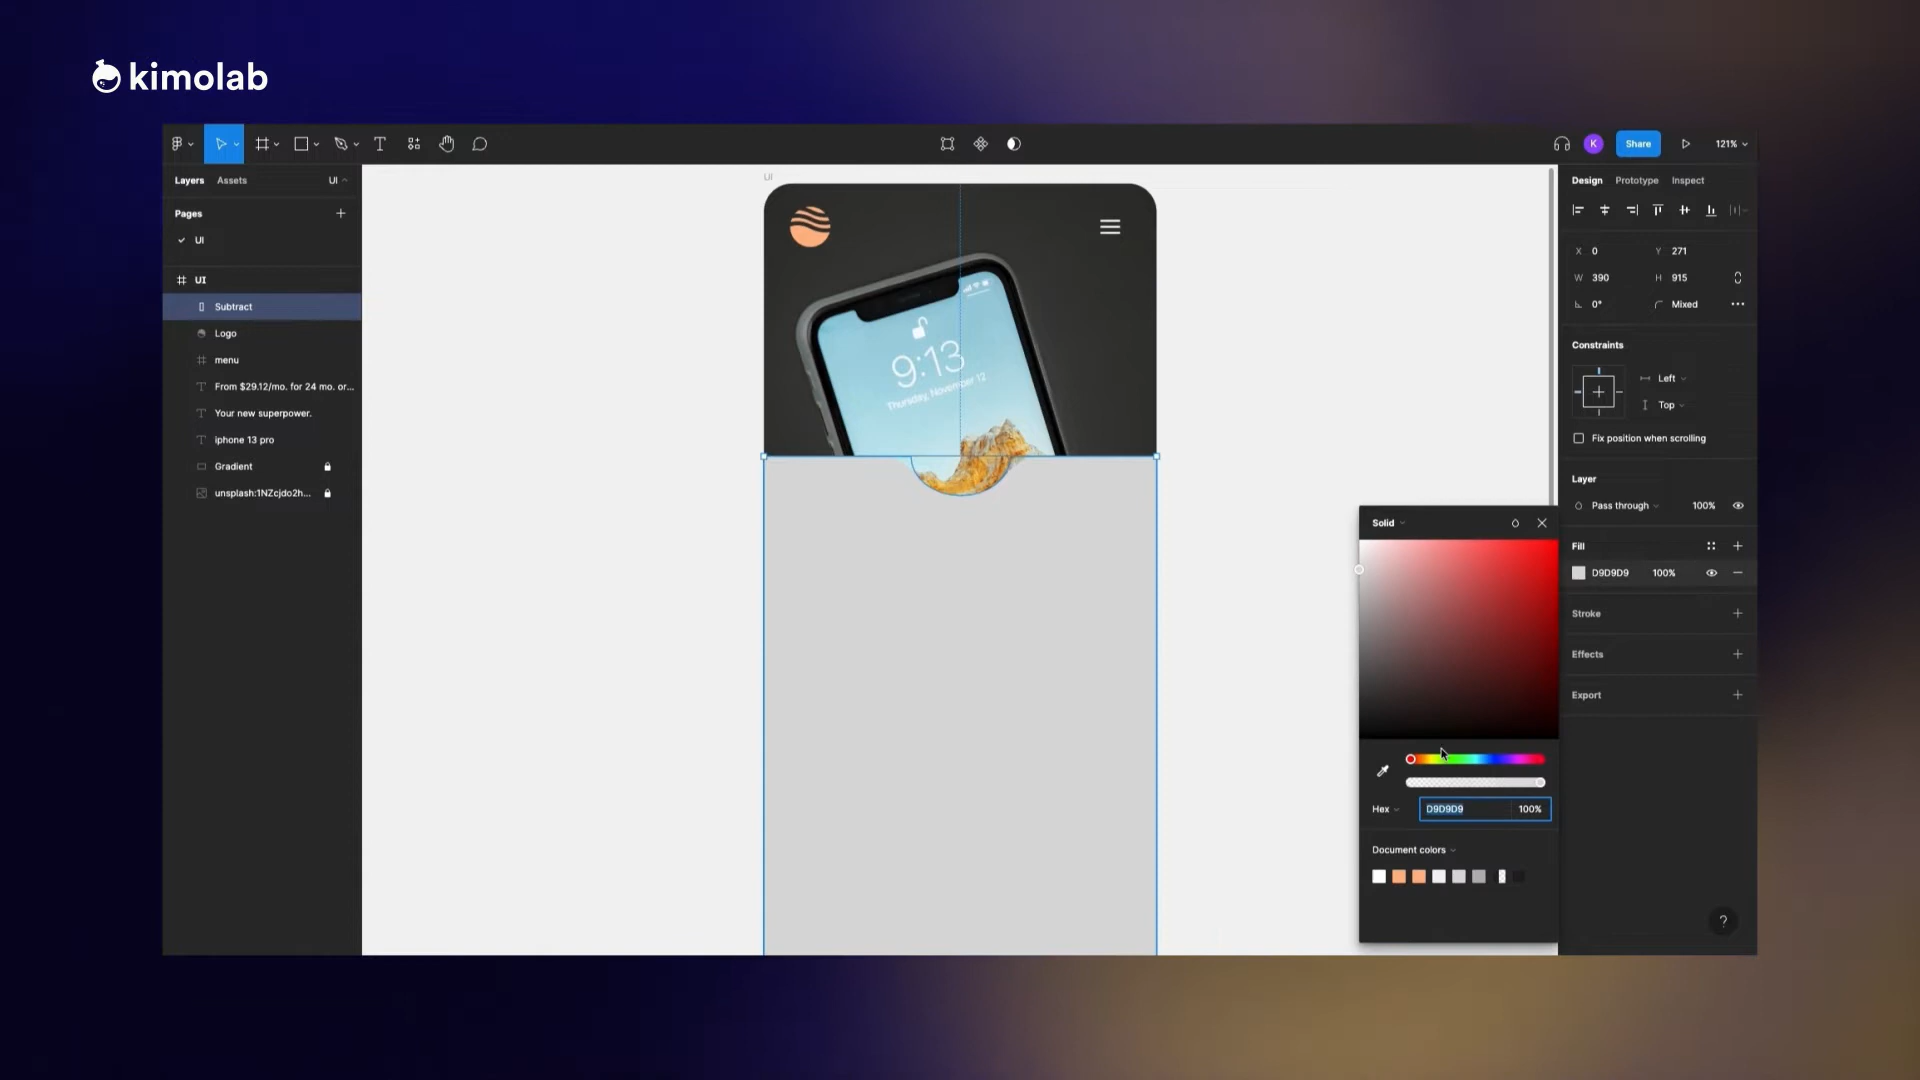 kimolab
Share
121%
Layers
Assets
UI
Pages
UI
UI
Subtract
Logo
menu
From $29.12/mo. for 24 mo. or...
Your new superpower.
iphone 13 pro
Gradient
unsplash:1NZcjdo2h...
UI
9:13
Thursday, November 12
K
Design
Prototype
Inspect
X 0
Y 271
W 390
H 915
0°
Mixed
Constraints
Left
Top
Fix position when scrolling
Layer
Pass through
100%
Fill
D9D9D9
100%
Stroke
Effects
Export
Solid
Hex
D9D9D9
100%
Document colors
?